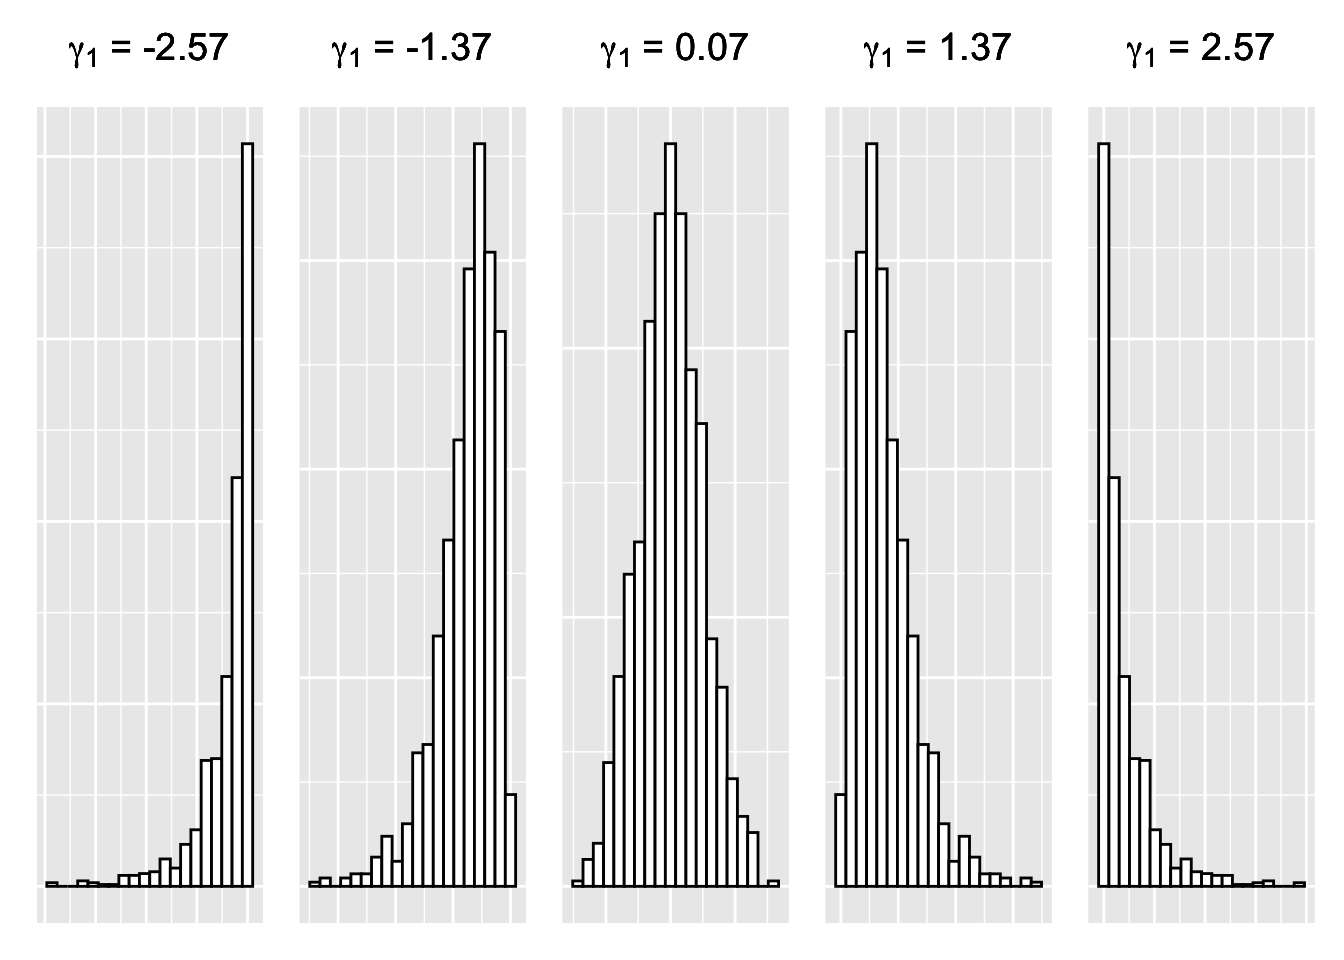 γ₁ = -2.57
γ₁ = -1.37
γ₁ = 0.07
γ₁ = 1.37
γ₁ = 2.57